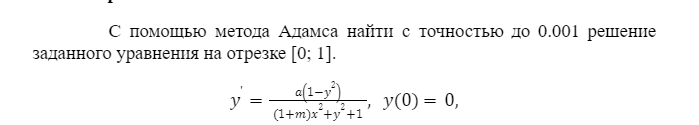 С помощью метода Адамса найти с точностью до 0.001 решение
заданного уравнения на отрезке [0; 1].
y' = a(1−y²) / ((1+m)x²+y²+1), y(0) = 0,